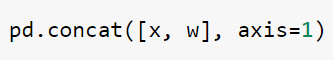 pd.concat([x, w], axis=1)